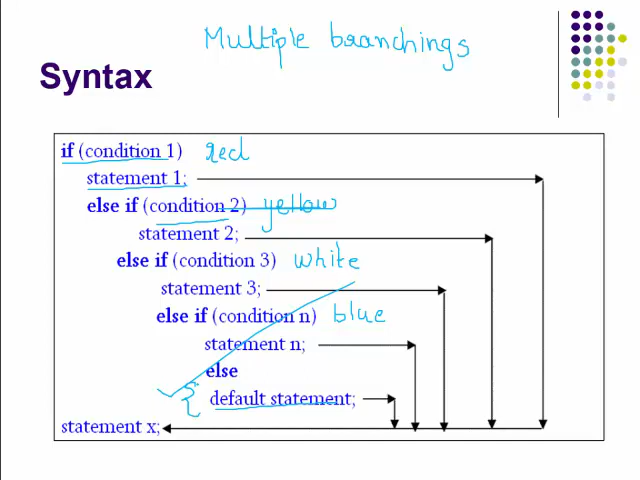 Multiple branchings
Syntax
if (condition 1) red
statement 1;
else if (condition 2) yellow
statement 2;
else if (condition 3) white
statement 3;
else if (condition n) blue
statement n;
else
{ default statement;
statement x;